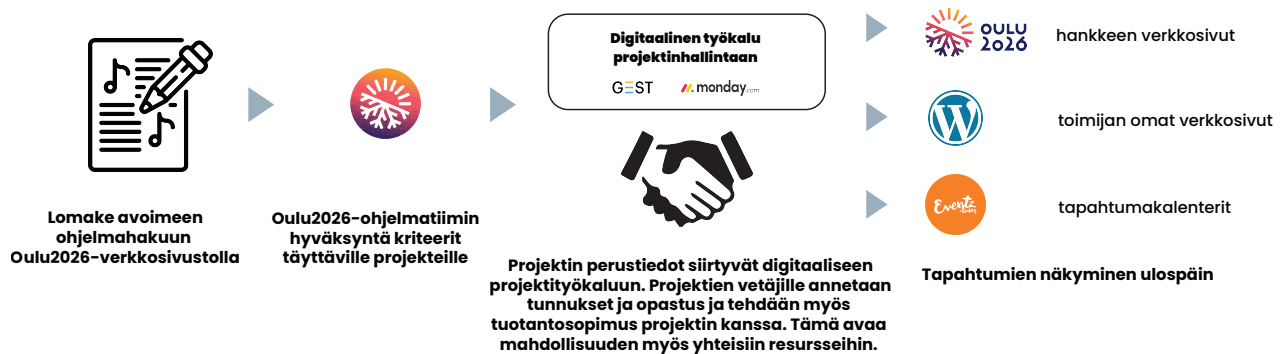 Lomake avoimeen
ohjelmahakuun
Oulu2026-verkkosivustolla
Oulu2026-ohjelmatiimin
hyväksyntä kriteerit
täyttäville projekteille
Digitaalinen työkalu
projektinhallintaan
GEST
monday.com
Projektin perustiedot siirtyvät digitaaliseen
projektityökaluun. Projektien vetäjille annetaan
tunnukset ja opastus ja tehdään myös
tuotantosopimus projektin kanssa. Tämä avaa
mahdollisuuden myös yhteisiin resursseihin.
OULU
2026
hankkeen verkkosivut
toimijan omat verkkosivut
Eventz
tapahtumakalenterit
Tapahtumien näkyminen ulospäin